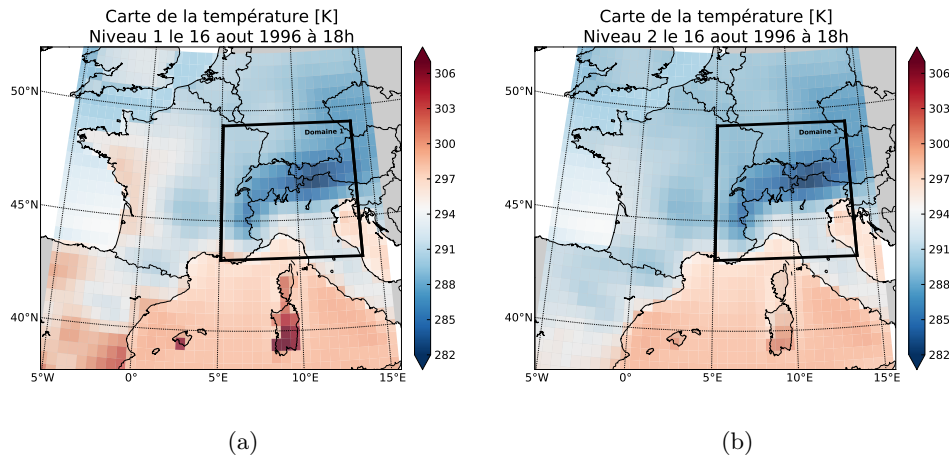 Carte de la température [K]
Niveau 1 le 16 aout 1996 à 18h
50°N
45°N
40°N
5°W
0°
5°E
10°E
15°E
Domaine 1
306
303
300
297
294
291
288
285
282
(a)
Carte de la température [K]
Niveau 2 le 16 aout 1996 à 18h
50°N
45°N
40°N
5°W
0°
5°E
10°E
15°E
Domaine 1
306
303
300
297
294
291
288
285
282
(b)